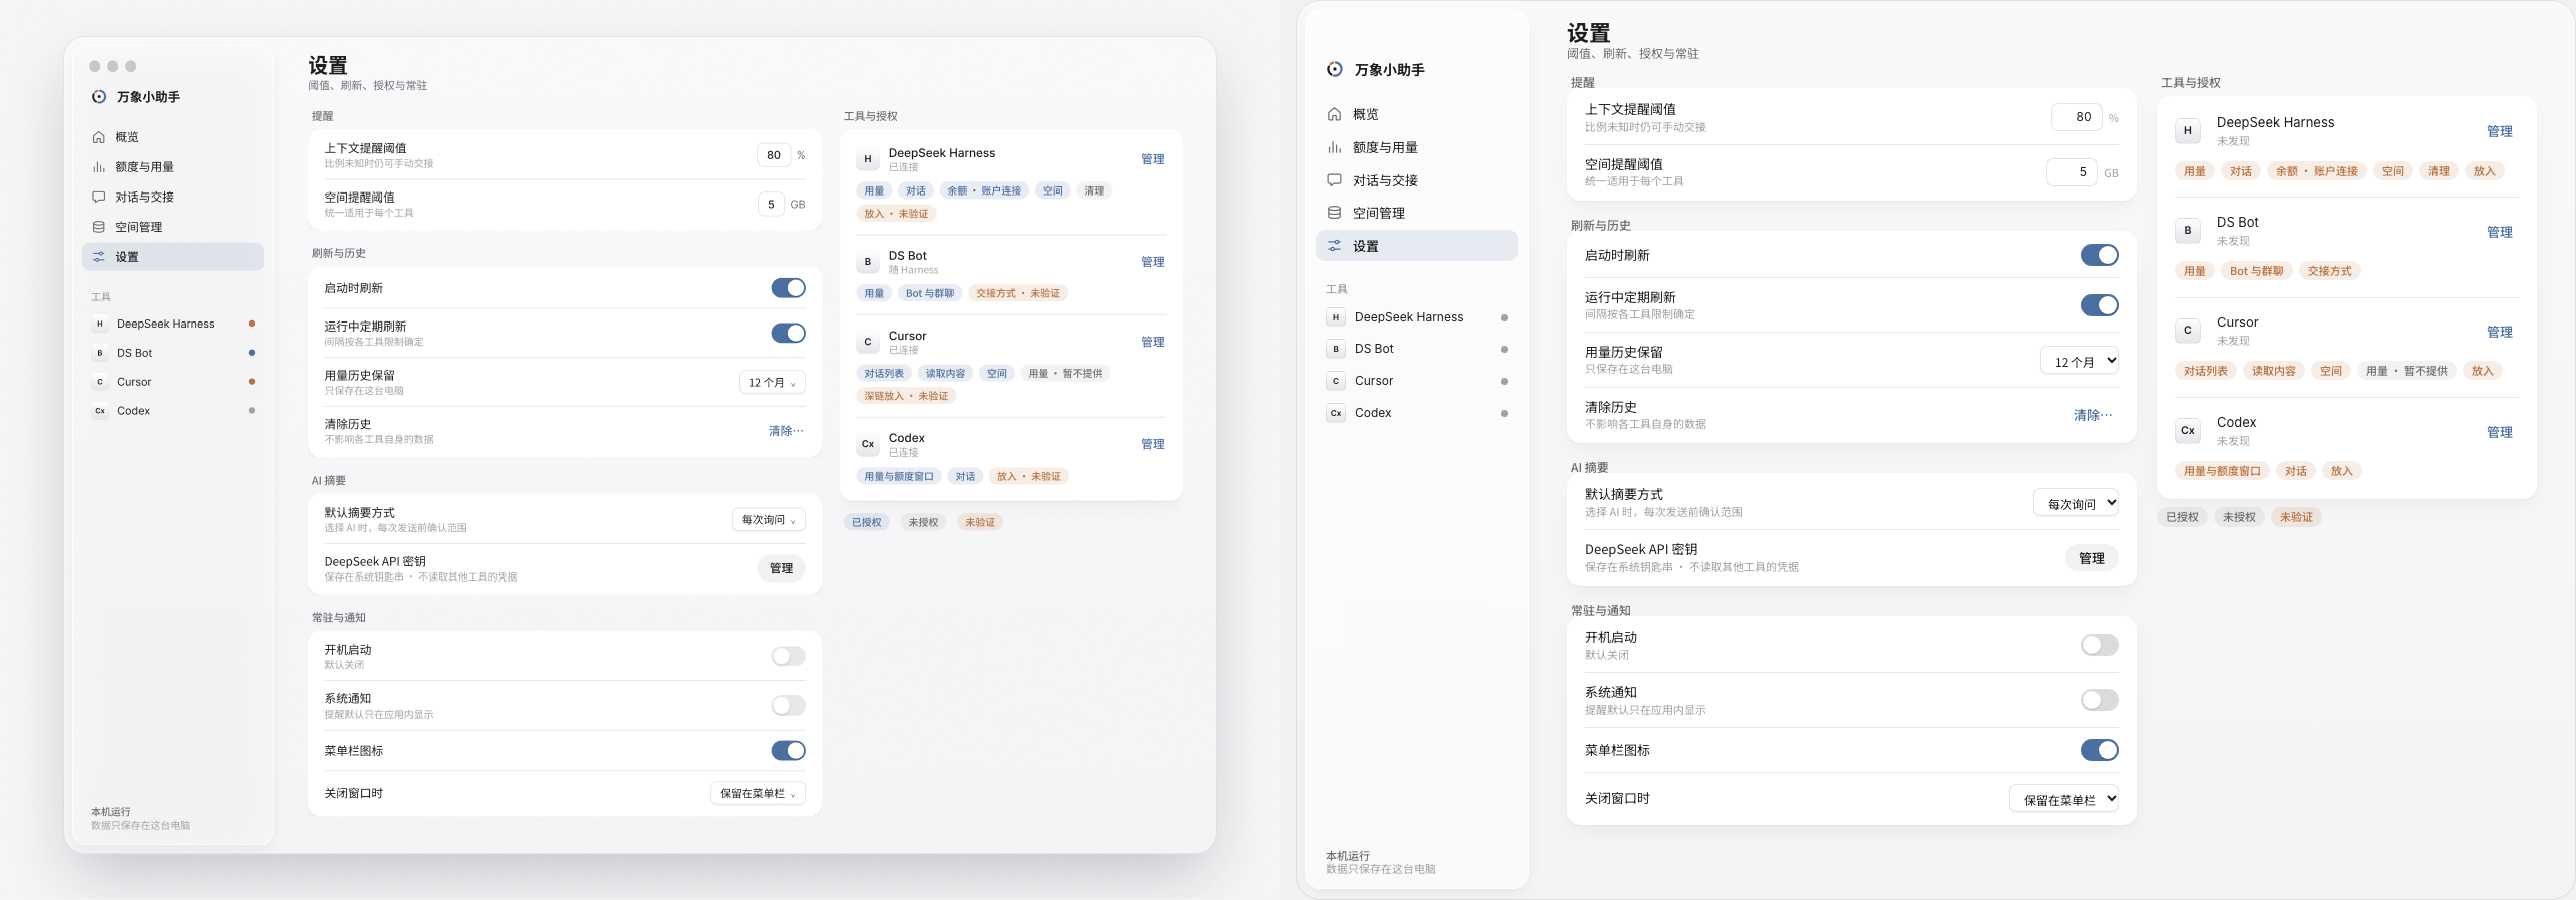 万象小助手
概览
额度与用量
对话与交接
空间管理
设置
工具
H DeepSeek Harness
B DS Bot
C Cursor
Cx Codex
本机运行
数据只保存在这台电脑
设置
阈值、刷新、授权与常驻
提醒
上下文提醒阈值
比例未知时仍可手动交接
80 %
空间提醒阈值
统一适用于每个工具
5 GB
刷新与历史
启动时刷新
运行中定期刷新
间隔按各工具限制确定
用量历史保留
只保存在这台电脑
12 个月
清除历史
不影响各工具自身的数据
清除…
AI 摘要
默认摘要方式
选择 AI 时，每次发送前确认范围
每次询问
DeepSeek API 密钥
保存在系统钥匙串 · 不读取其他工具的凭据
管理
常驻与通知
开机启动
默认关闭
系统通知
提醒默认只在应用内显示
菜单栏图标
关闭窗口时
保留在菜单栏
工具与授权
H DeepSeek Harness
已连接
管理
用量 对话 余额 · 账户连接 空间 清理
放入 · 未验证
B DS Bot
随 Harness
管理
用量 Bot 与群聊 交接方式 · 未验证
C Cursor
已连接
管理
对话列表 读取内容 空间 用量 · 暂不提供
深链放入 · 未验证
Cx Codex
已连接
管理
用量与额度窗口 对话 放入 · 未验证
已授权 未授权 未验证
万象小助手
概览
额度与用量
对话与交接
空间管理
设置
工具
H DeepSeek Harness
B DS Bot
C Cursor
Cx Codex
本机运行
数据只保存在这台电脑
设置
阈值、刷新、授权与常驻
提醒
上下文提醒阈值
比例未知时仍可手动交接
80 %
空间提醒阈值
统一适用于每个工具
5 GB
刷新与历史
启动时刷新
运行中定期刷新
间隔按各工具限制确定
用量历史保留
只保存在这台电脑
12 个月
清除历史
不影响各工具自身的数据
清除…
AI 摘要
默认摘要方式
选择 AI 时，每次发送前确认范围
每次询问
DeepSeek API 密钥
保存在系统钥匙串 · 不读取其他工具的凭据
管理
常驻与通知
开机启动
默认关闭
系统通知
提醒默认只在应用内显示
菜单栏图标
关闭窗口时
保留在菜单栏
工具与授权
H DeepSeek Harness
未发现
管理
用量 对话 余额 · 账户连接 空间 清理 放入
B DS Bot
未发现
管理
用量 Bot 与群聊 交接方式
C Cursor
未发现
管理
对话列表 读取内容 空间 用量 · 暂不提供 放入
Cx Codex
未发现
管理
用量与额度窗口 对话 放入
已授权 未授权 未验证